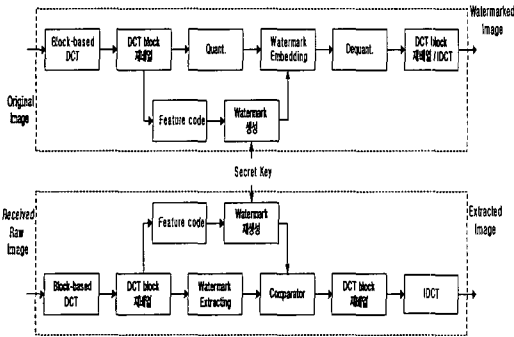 Watermarked
Image
Block-based
DCT
DCT block
재배열
Quant.
Watermark
Embedding
Dequant.
DCT block
재배열/IDCT
Original
Image
Feature code
Watermark
생성
Secret Key
Received
Raw
Image
Feature code
Watermark
재생성
Extracted
Image
Block-based
DCT
DCT block
재배열
Watermark
Extracting
Comparator
DCT block
재배열
IDCT